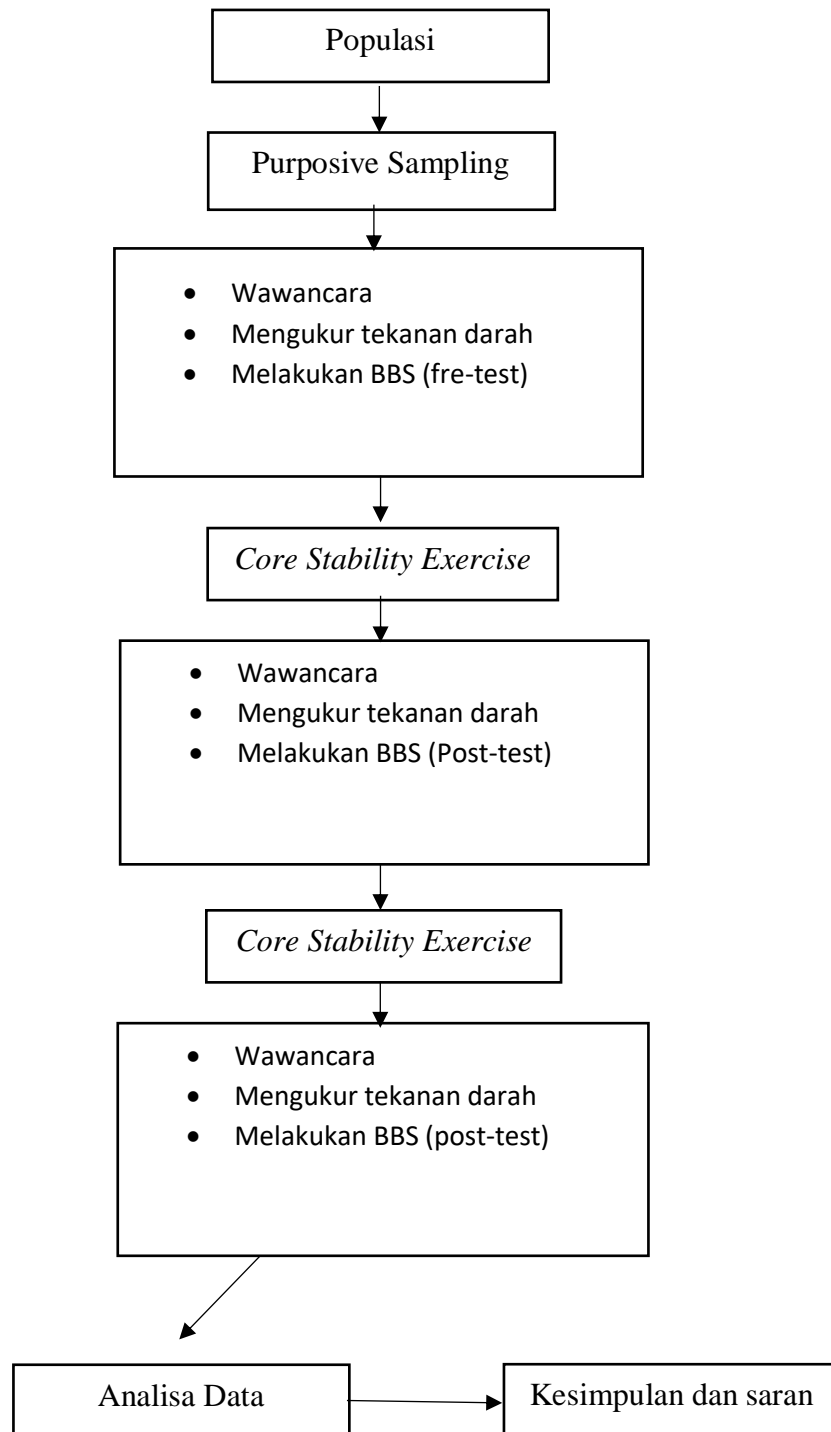 Populasi
Purposive Sampling
• Wawancara
• Mengukur tekanan darah
• Melakukan BBS (fre-test)
Core Stability Exercise
• Wawancara
• Mengukur tekanan darah
• Melakukan BBS (Post-test)
Core Stability Exercise
• Wawancara
• Mengukur tekanan darah
• Melakukan BBS (post-test)
Analisa Data
Kesimpulan dan saran